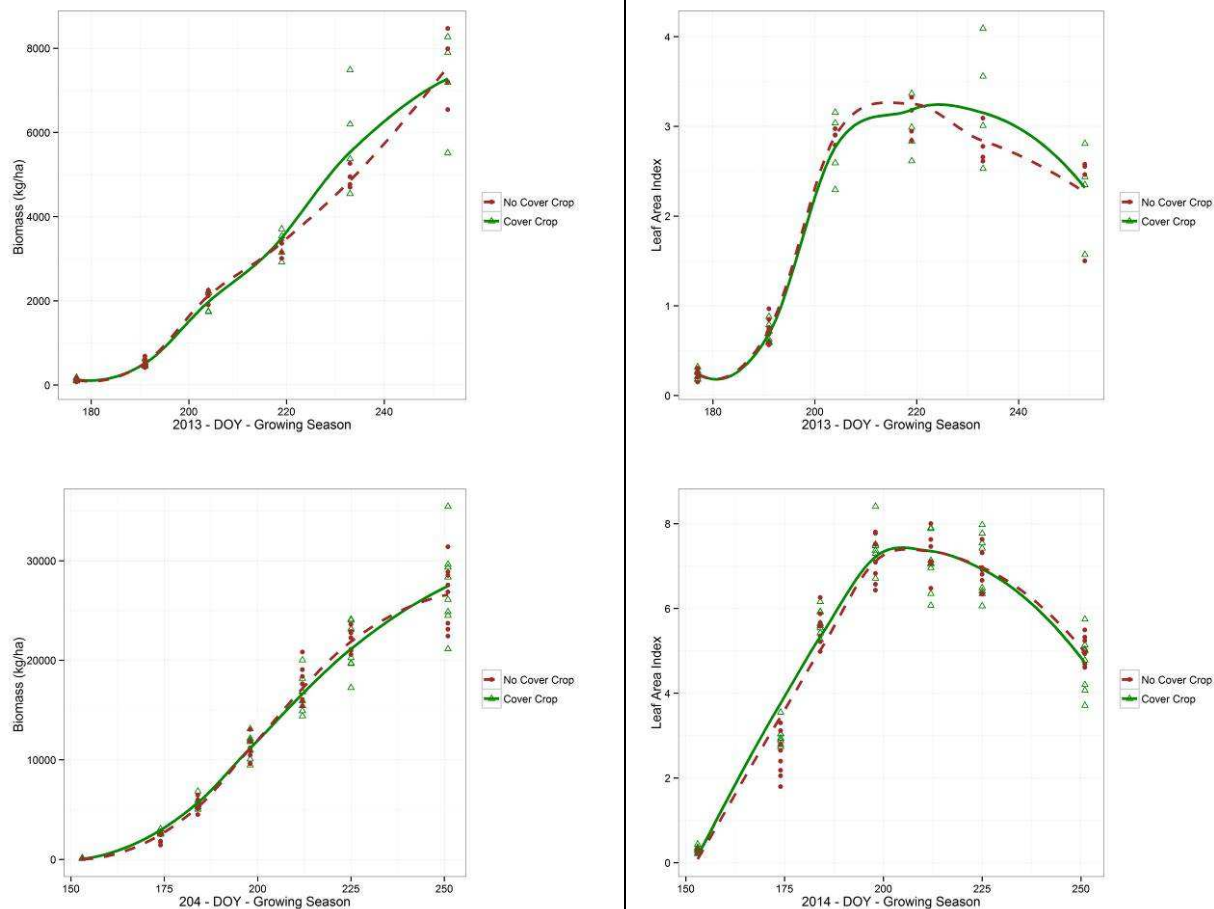 8000
6000
4000
2000
0
Biomass (kg/ha)
180 200 220 240
2013 - DOY - Growing Season
No Cover Crop
Cover Crop
4
3
2
1
0
Leaf Area Index
180 200 220 240
2013 - DOY - Growing Season
No Cover Crop
Cover Crop
30000
20000
10000
0
Biomass (kg/ha)
150 175 200 225 250
204 - DOY - Growing Season
No Cover Crop
Cover Crop
8
6
4
2
0
Leaf Area Index
150 175 200 225 250
2014 - DOY - Growing Season
No Cover Crop
Cover Crop